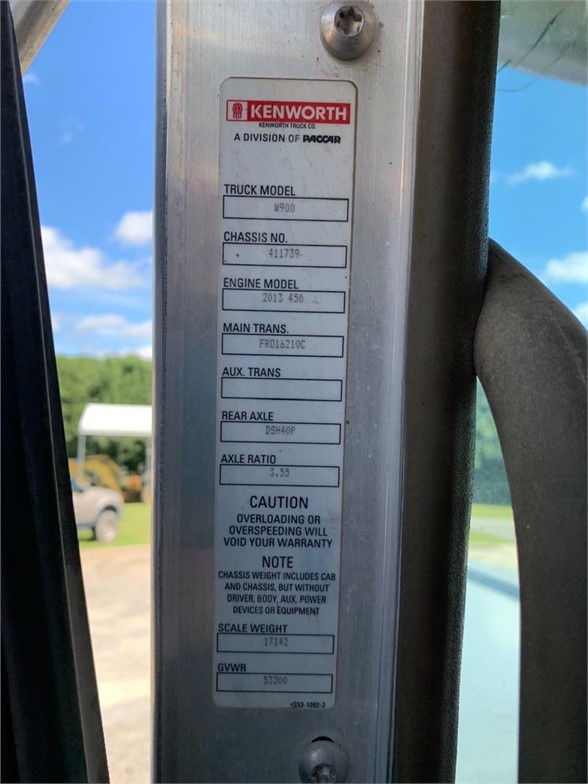 KENWORTH
KENWORTH TRUCK CO.
A DIVISION OF PACCAR
TRUCK MODEL
W900
CHASSIS NO.
411739
ENGINE MODEL
2013 450
MAIN TRANS.
FRO16210C
AUX. TRANS
REAR AXLE
DSH40P
AXLE RATIO
3.55
CAUTION
OVERLOADING OR
OVERSPEEDING WILL
VOID YOUR WARRANTY
NOTE
CHASSIS WEIGHT INCLUDES CAB
AND CHASSIS, BUT WITHOUT
DRIVER, BODY, AUX. POWER
DEVICES OR EQUIPMENT
SCALE WEIGHT
17142
GVWR
53200